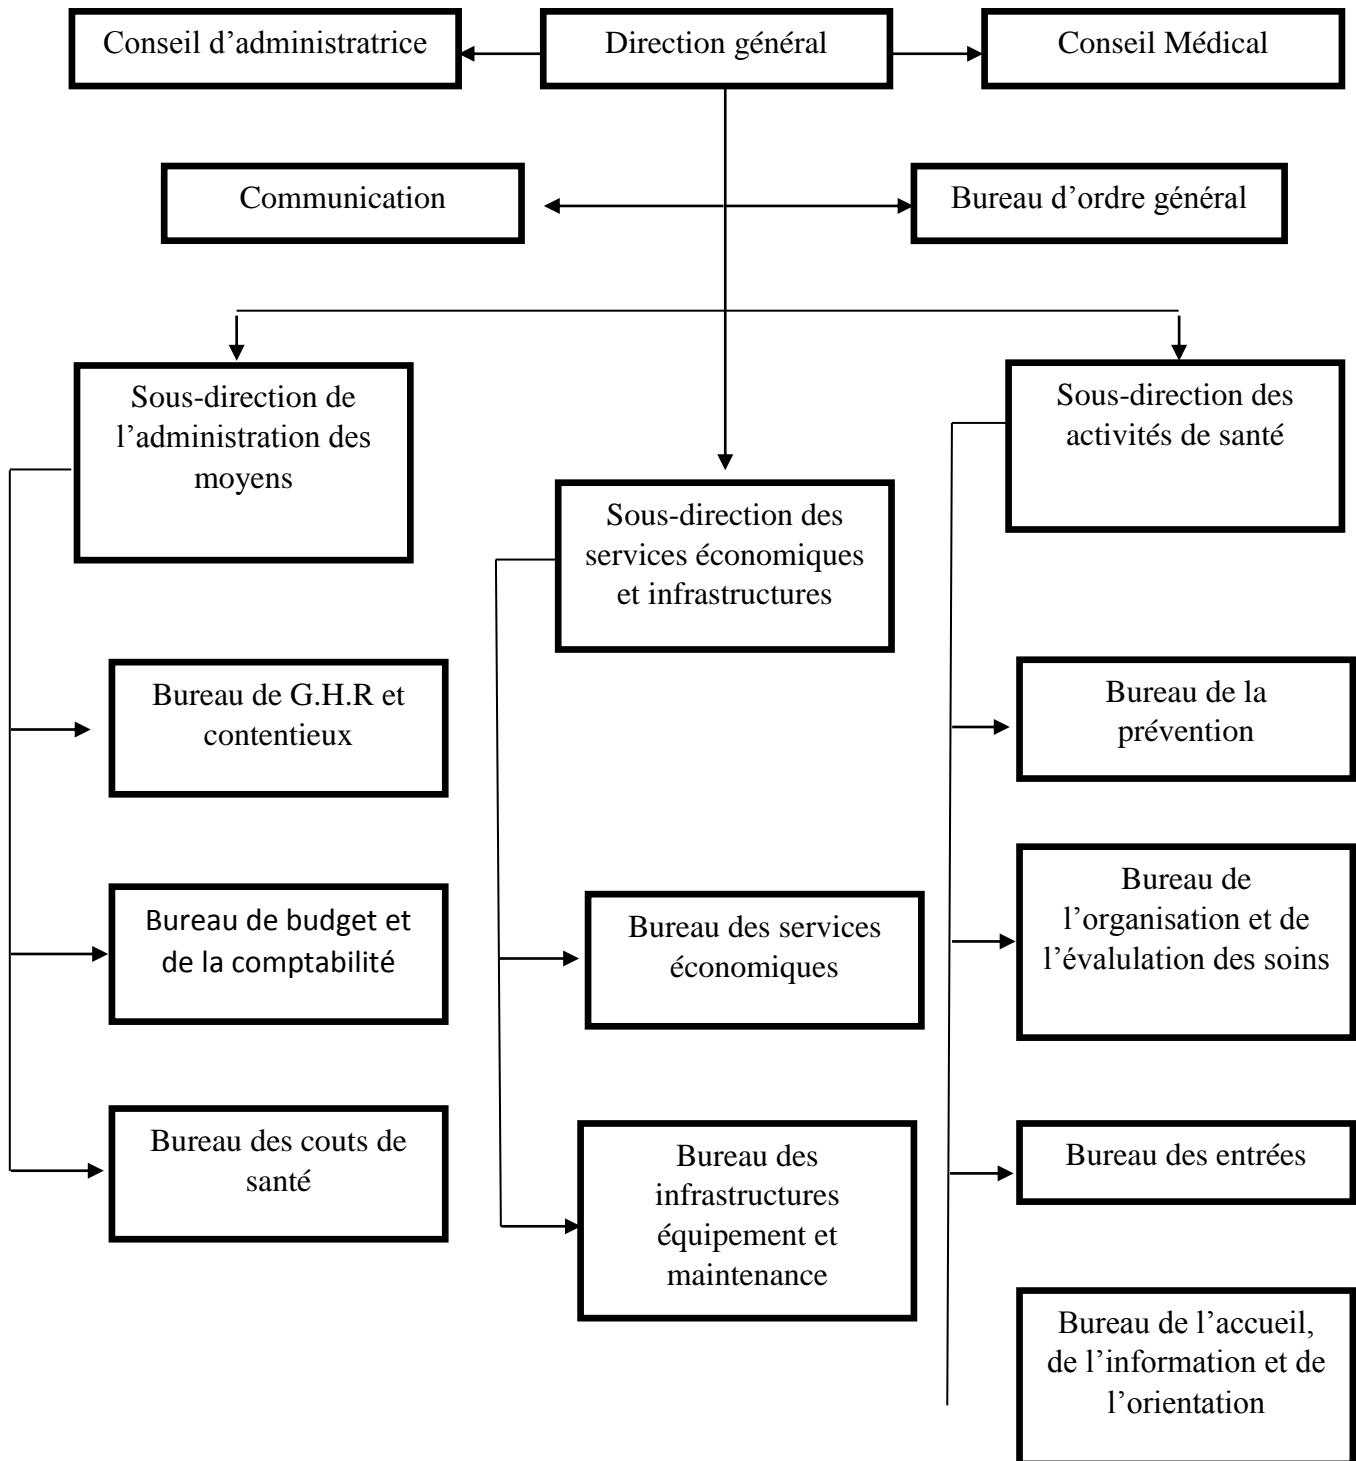 Conseil d’administratrice
Direction général
Conseil Médical
Communication
Bureau d’ordre général
Sous-direction de
l’administration des
moyens
Sous-direction des
services économiques
et infrastructures
Sous-direction des
activités de santé
Bureau de G.H.R et
contentieux
Bureau de budget et
de la comptabilité
Bureau des couts de
santé
Bureau des services
économiques
Bureau des
infrastructures
équipement et
maintenance
Bureau de la
prévention
Bureau de
l’organisation et de
l’évalulation des soins
Bureau des entrées
Bureau de l’accueil,
de l’information et de
l’orientation